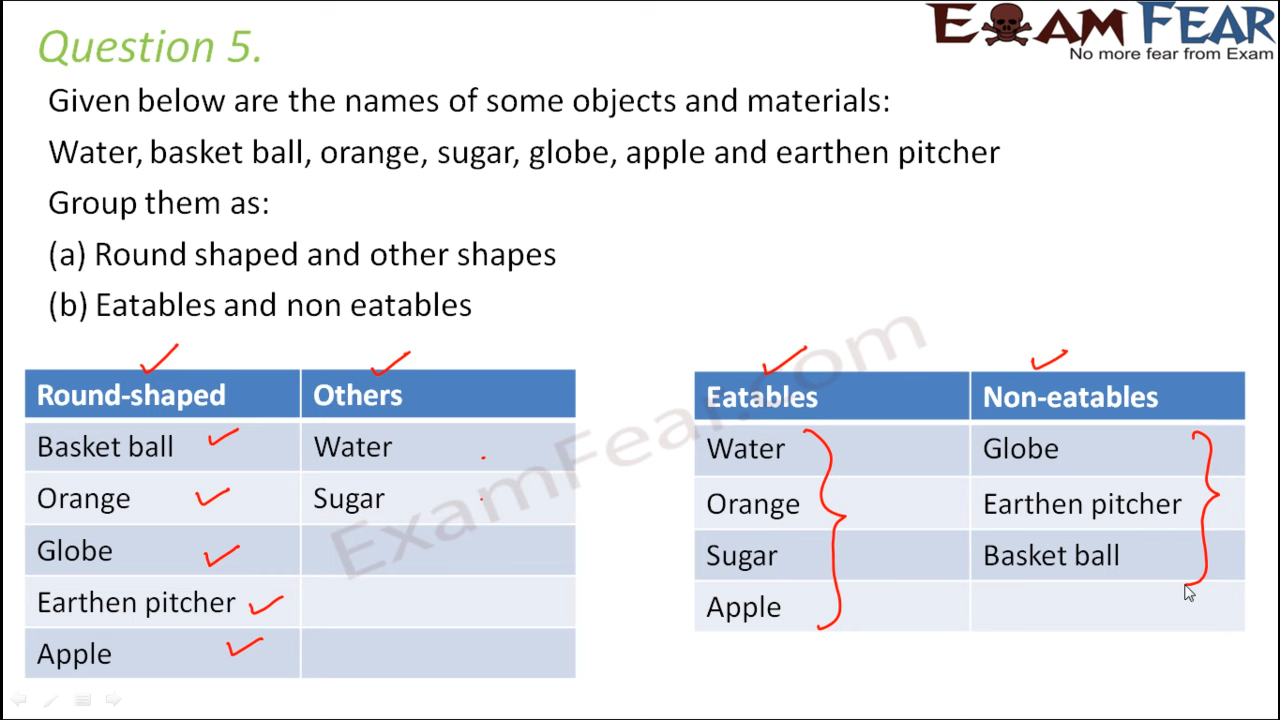 Question 5.
EXAM FEAR
No more fear from Exam
Given below are the names of some objects and materials:
Water, basket ball, orange, sugar, globe, apple and earthen pitcher
Group them as:
(a) Round shaped and other shapes
(b) Eatables and non eatables
Round-shaped Others
Basket ball Water
Orange Sugar
Globe
Earthen pitcher
Apple
Eatables Non-eatables
Water Globe
Orange Earthen pitcher
Sugar Basket ball
Apple
ExamFear.com